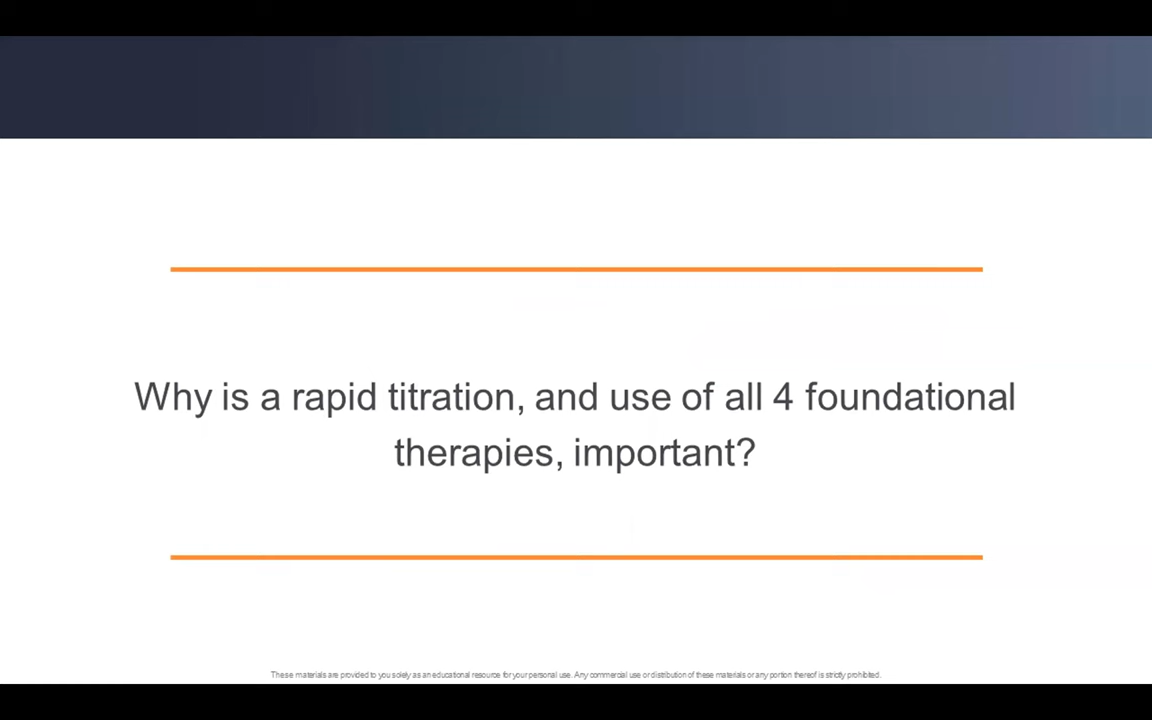 Why is a rapid titration, and use of all 4 foundational
therapies, important?
These materials are provided to you solely as an educational resource for your personal use. Any commercial use or distribution of these materials or any portion thereof is strictly prohibited.